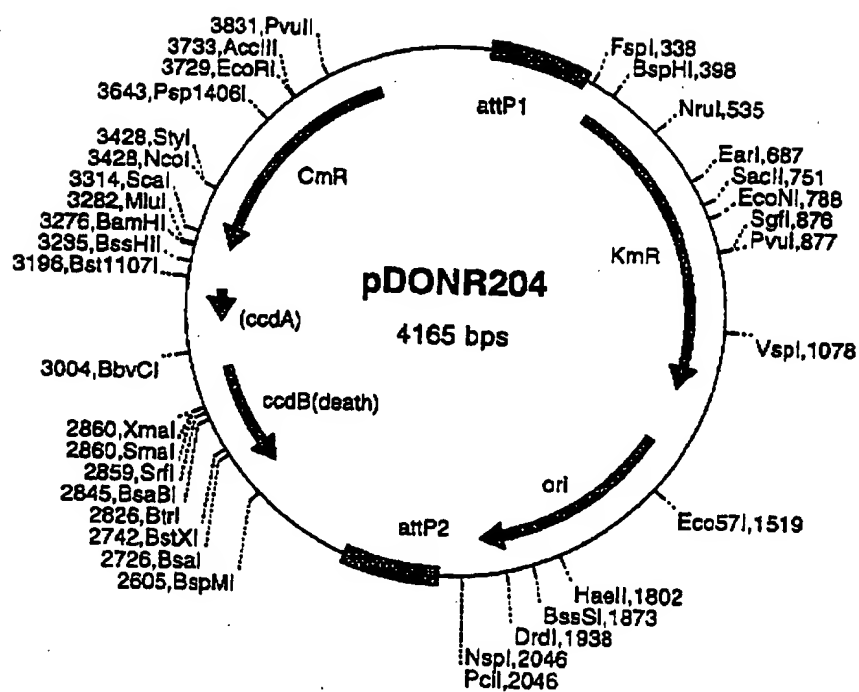 3831,PvuII
3733,AccIII
3729,EcoRI
3643,Psp1406I
3428,StyI
3428,NcoI
3314,ScaI
3282,MluI
3276,BamHI
3235,BssHII
3196,Bst1107I
3004,BbvCI
2860,XmaI
2860,SmaI
2859,SrfI
2845,BsaBI
2826,BtrI
2742,BstXI
2726,BsaI
2605,BspMI
attP1
FspI,338
BspHI,398
NruI,535
EarI,687
SacII,751
EcoNI,788
SgfI,876
PvuI,877
VspI,1078
Eco57I,1519
HaeII,1802
BssSI,1873
DrdI,1938
NspI,2046
PciI,2046
CmR
KmR
pDONR204
4165 bps
(ccdA)
ccdB(death)
ori
attP2